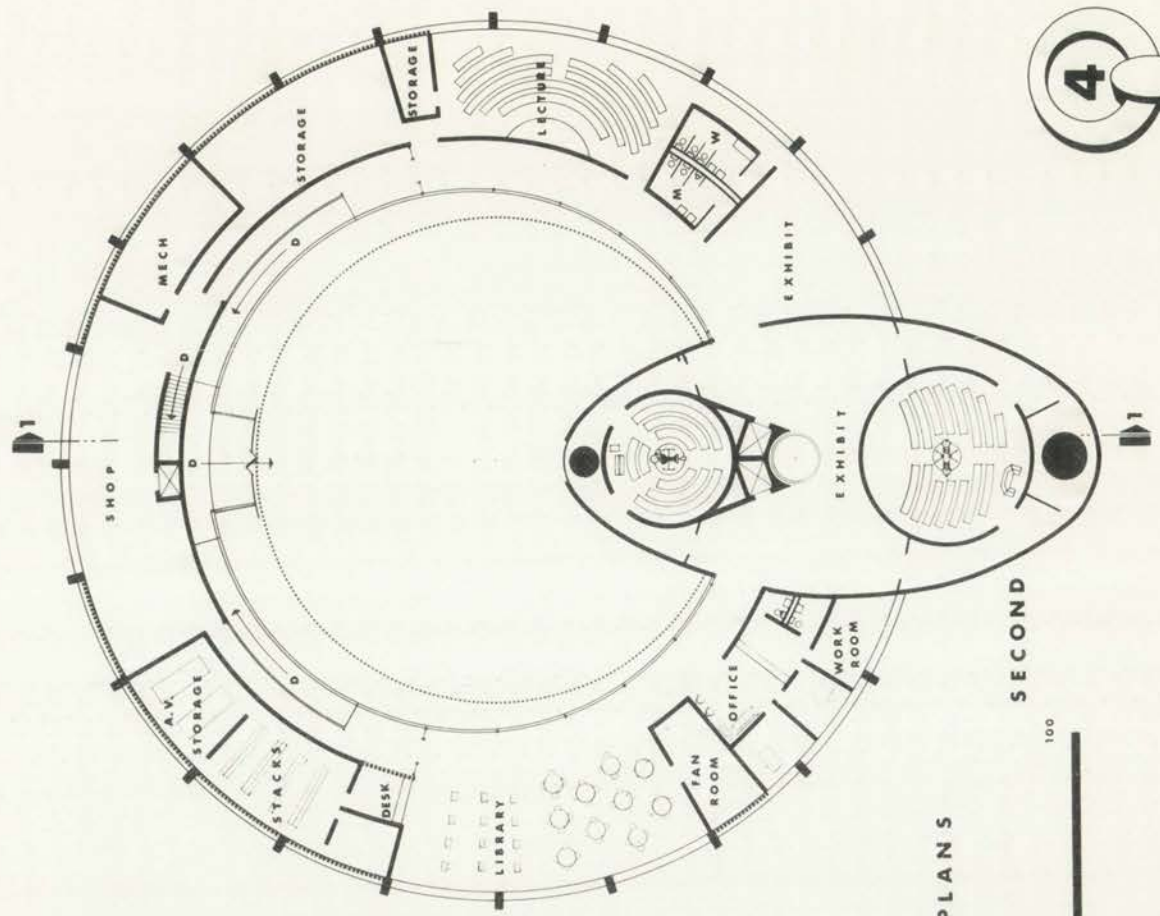 4
STORAGE
LECTURE
STORAGE
MECH
M
W
EXHIBIT
D
D
D
D
1
SHOP
EXHIBIT
1
A.V.
STORAGE
STACKS
DESK
LIBRARY
FAN
ROOM
OFFICE
WORK
ROOM
SECOND
100
PLANS